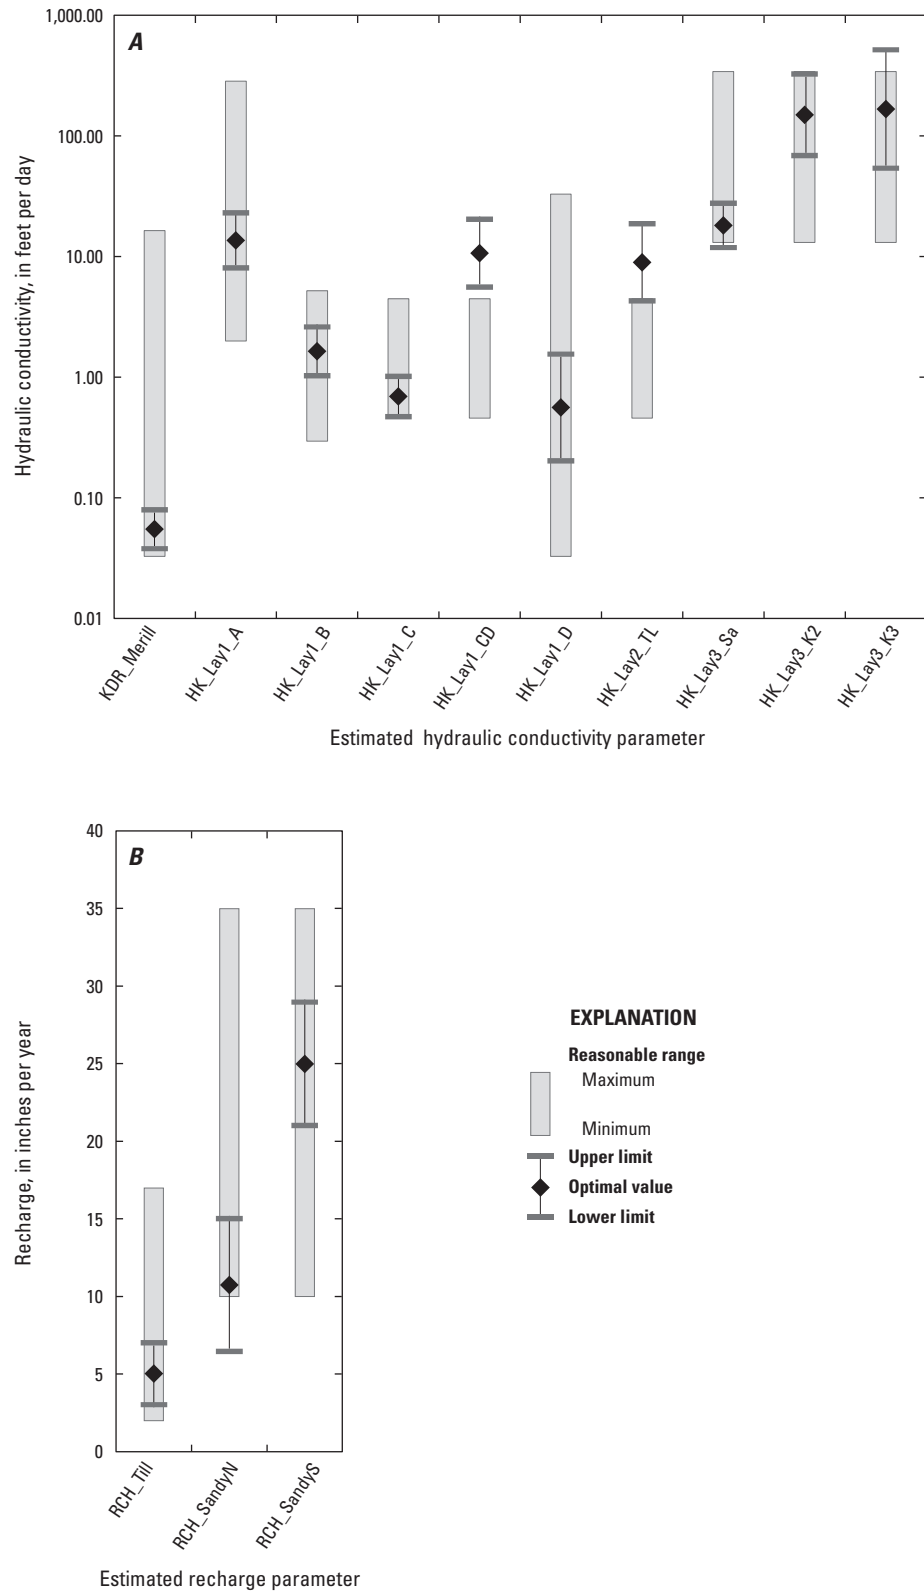 A
Hydraulic conductivity, in feet per day
1,000.00
100.00
10.00
1.00
0.10
0.01
KDR_Merill
HK_Lay1_A
HK_Lay1_B
HK_Lay1_C
HK_Lay1_CD
HK_Lay1_D
HK_Lay2_TL
HK_Lay3_Sa
HK_Lay3_K2
HK_Lay3_K3
Estimated hydraulic conductivity parameter
B
Recharge, in inches per year
40
35
30
25
20
15
10
5
0
RCH_Till
RCH_SandyN
RCH_SandyS
Estimated recharge parameter
EXPLANATION
Reasonable range
Maximum
Minimum
Upper limit
Optimal value
Lower limit